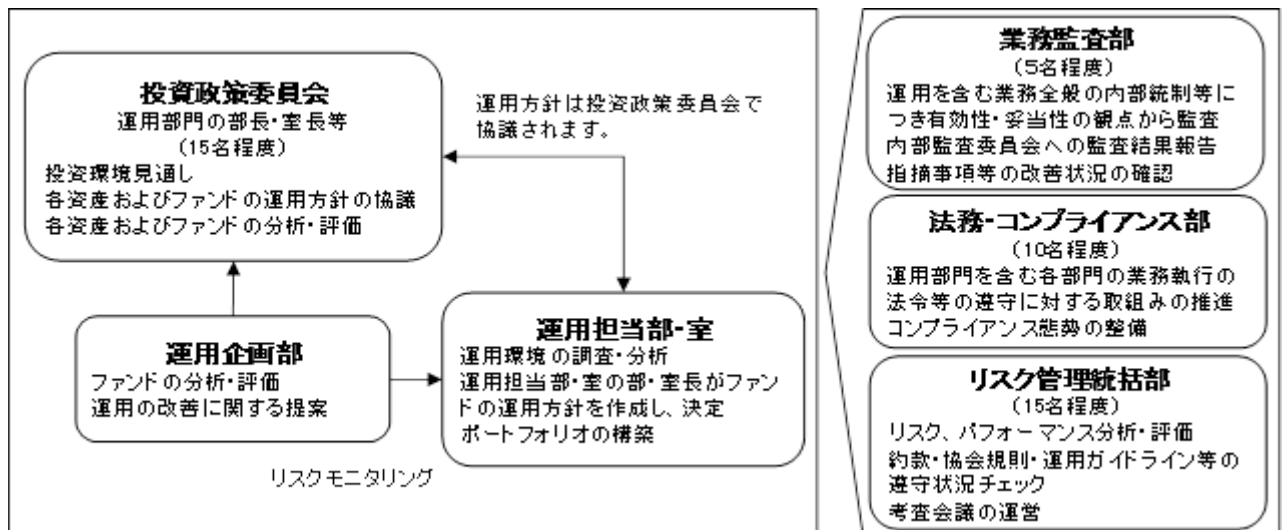 投資政策委員会
運用部門の部長・室長等
(15名程度)
投資環境見通し
各資産およびファンドの運用方針の協議
各資産およびファンドの分析・評価
運用方針は投資政策委員会で
協議されます。
運用企画部
ファンドの分析・評価
運用の改善に関する提案
運用担当部・室
運用環境の調査・分析
運用担当部・室の部・室長がファン
ドの運用方針を作成し、決定
ポートフォリオの構築
リスクモニタリング
業務監査部
(5名程度)
運用を含む業務全般の内部統制等に
つき有効性・妥当性の観点から監査
内部監査委員会への監査結果報告
指摘事項等の改善状況の確認
法務・コンプライアンス部
(10名程度)
運用部門を含む各部門の業務執行の
法令等の遵守に対する取組みの推進
コンプライアンス態勢の整備
リスク管理統括部
(15名程度)
リスク、パフォーマンス分析・評価
約款・協会規則・運用ガイドライン等の
遵守状況チェック
考査会議の運営